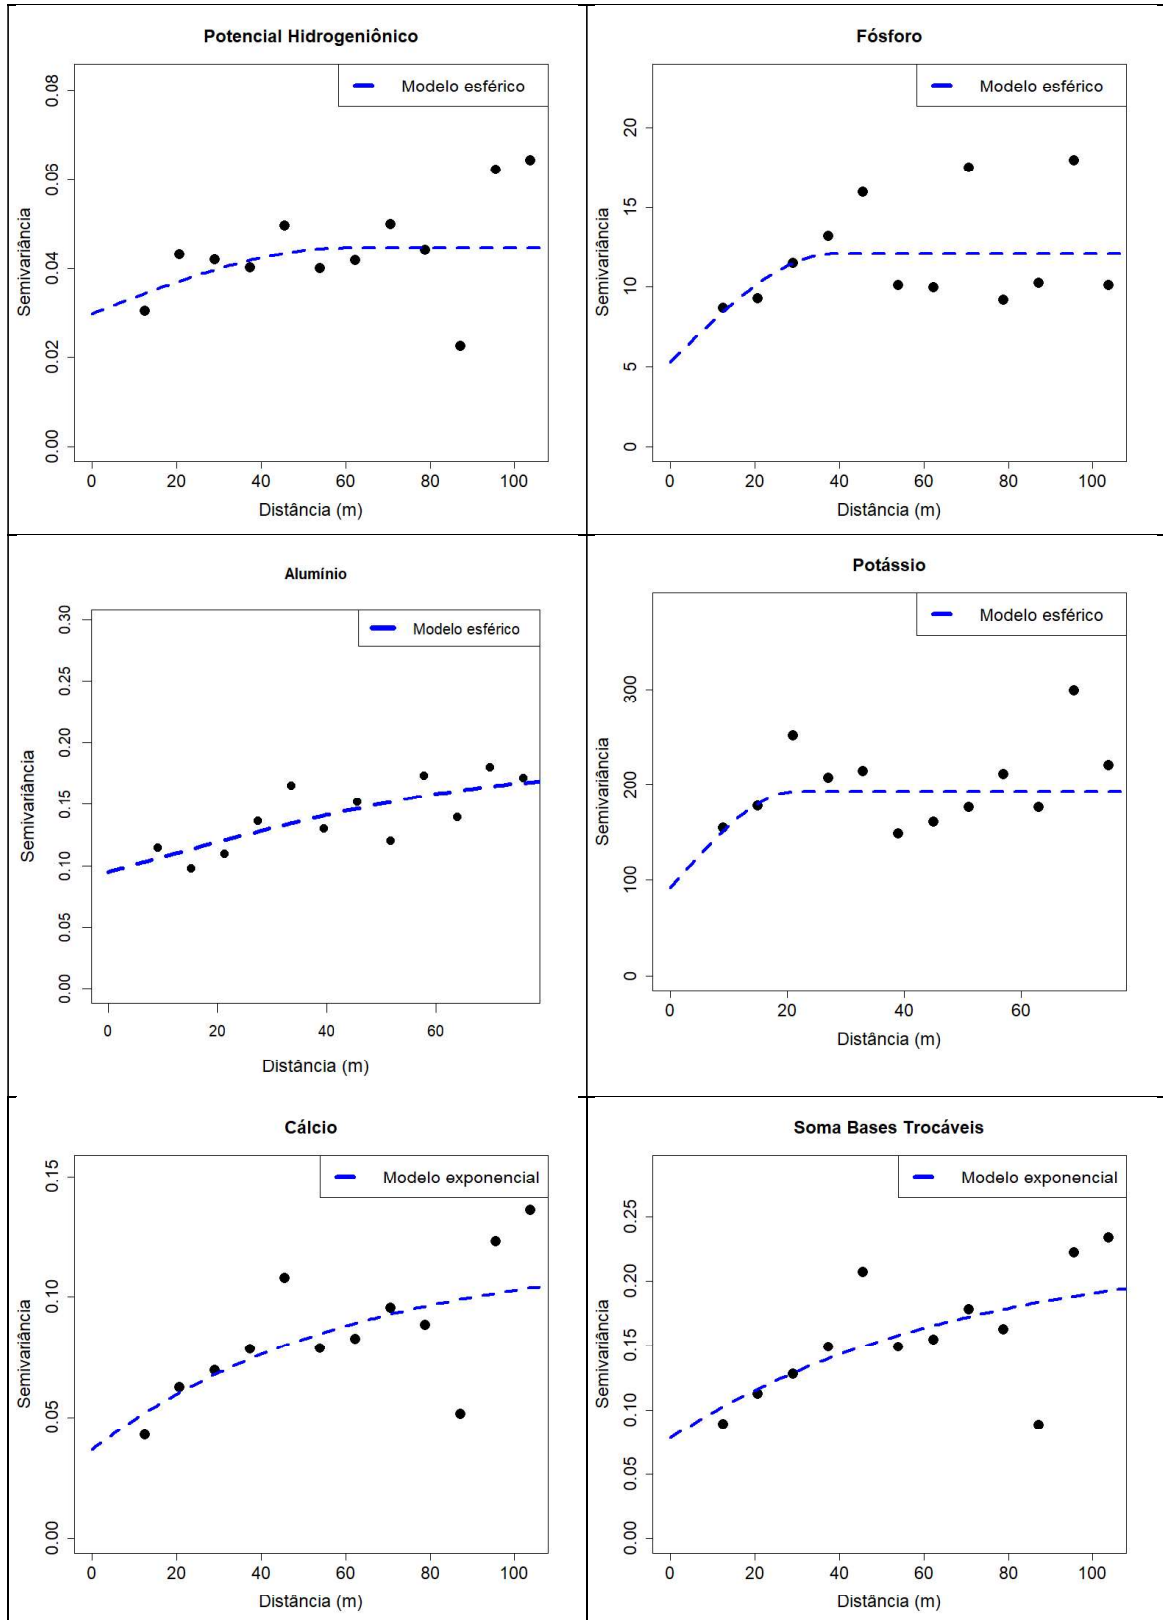 Potencial Hidrogeniônico
Modelo esférico
0.08
0.06
0.04
0.02
0.00
Semivariância
0 20 40 60 80 100
Distância (m)
Fósforo
Modelo esférico
20
15
10
5
0
Semivariância
0 20 40 60 80 100
Distância (m)
Alumínio
Modelo esférico
0.30
0.25
0.20
0.15
0.10
0.05
0.00
Semivariância
0 20 40 60
Distância (m)
Potássio
Modelo esférico
300
200
100
0
Semivariância
0 20 40 60
Distância (m)
Cálcio
Modelo exponencial
0.15
0.10
0.05
0.00
Semivariância
0 20 40 60 80 100
Distância (m)
Soma Bases Trocáveis
Modelo exponencial
0.25
0.20
0.15
0.10
0.05
0.00
Semivariância
0 20 40 60 80 100
Distância (m)